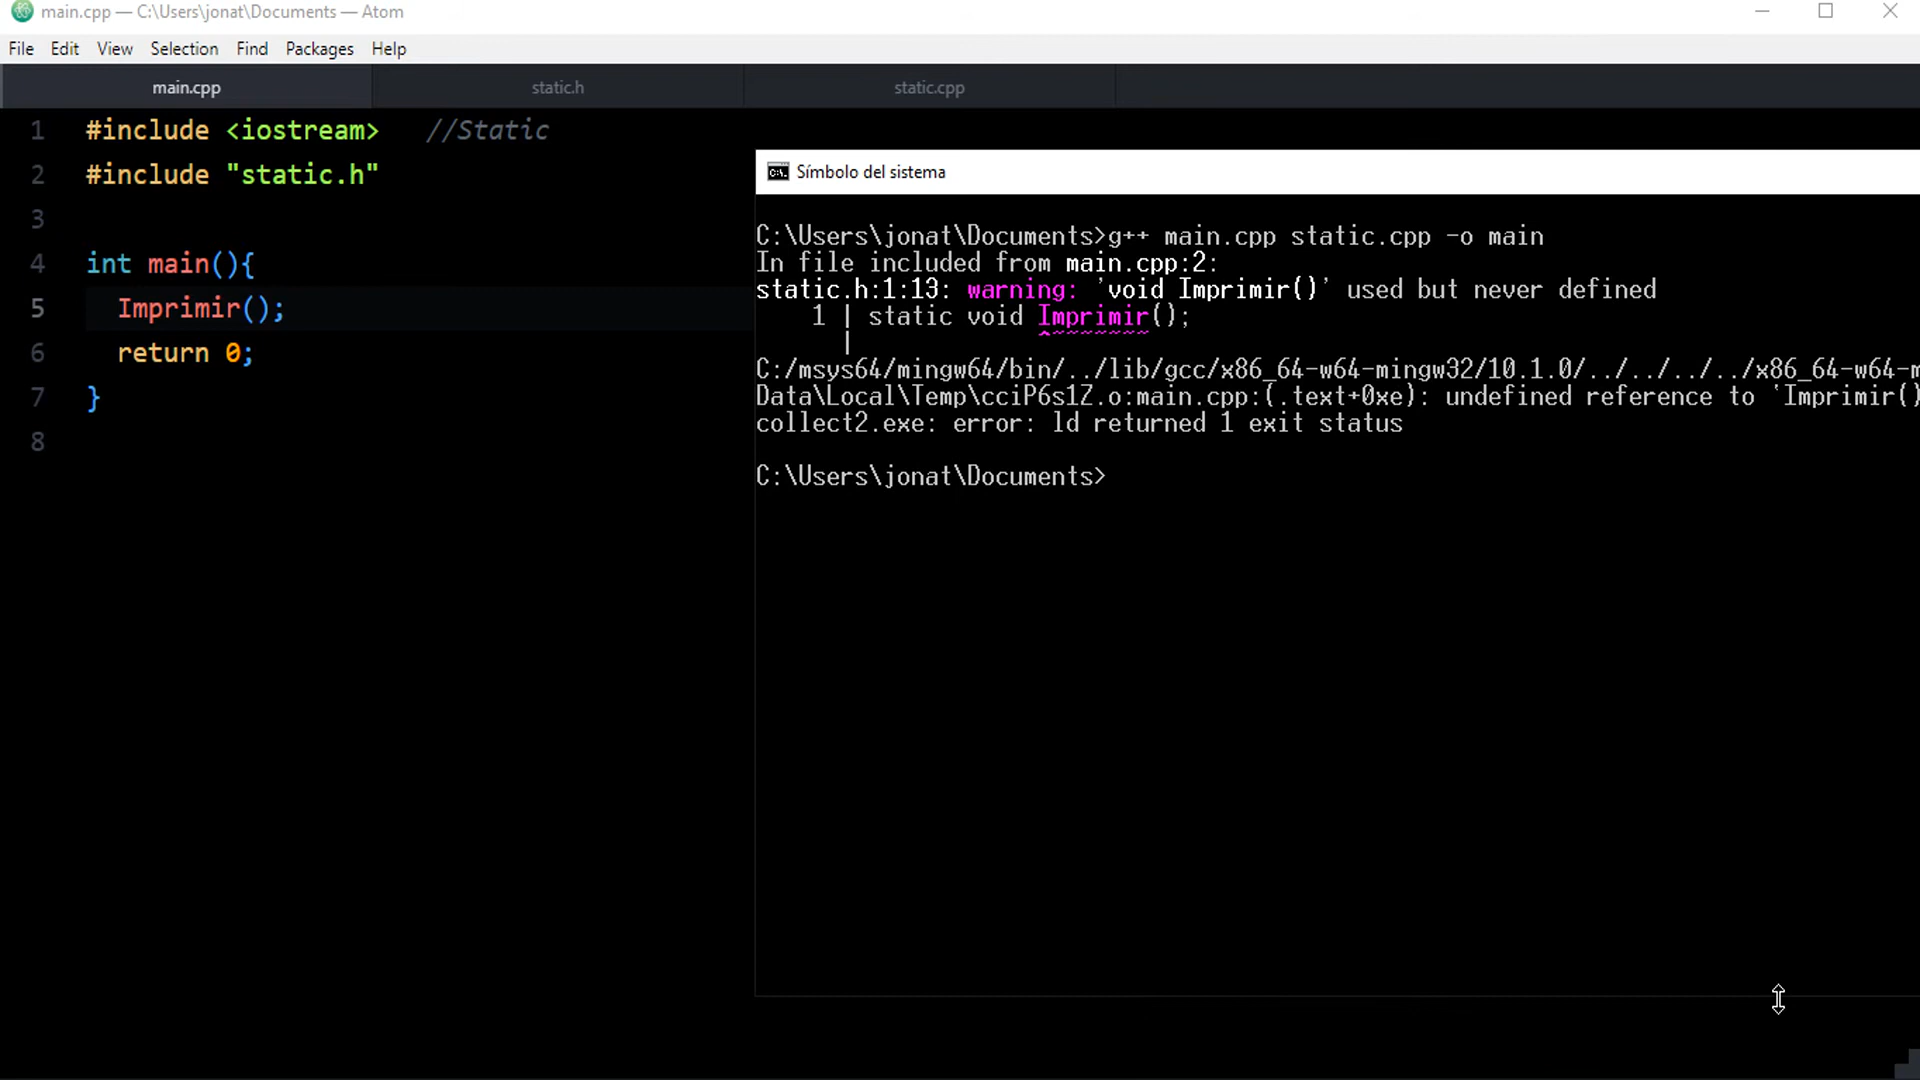 main.cpp — C:\Users\jonat\Documents — Atom
File Edit View Selection Find Packages Help
main.cpp static.h static.cpp
1 #include <iostream> //Static
2 #include "static.h"
3
4 int main(){
5 Imprimir();
6 return 0;
7 }
8
Símbolo del sistema
C:\Users\jonat\Documents>g++ main.cpp static.cpp -o main
In file included from main.cpp:2:
static.h:1:13: warning: 'void Imprimir()' used but never defined
1 | static void Imprimir();
|
C:/msys64/mingw64/bin/../lib/gcc/x86_64-w64-mingw32/10.1.0/../../../../x86_64-w64-m
Data\Local\Temp\cciP6s1Z.o:main.cpp:(.text+0xe): undefined reference to `Imprimir()
collect2.exe: error: ld returned 1 exit status
C:\Users\jonat\Documents>